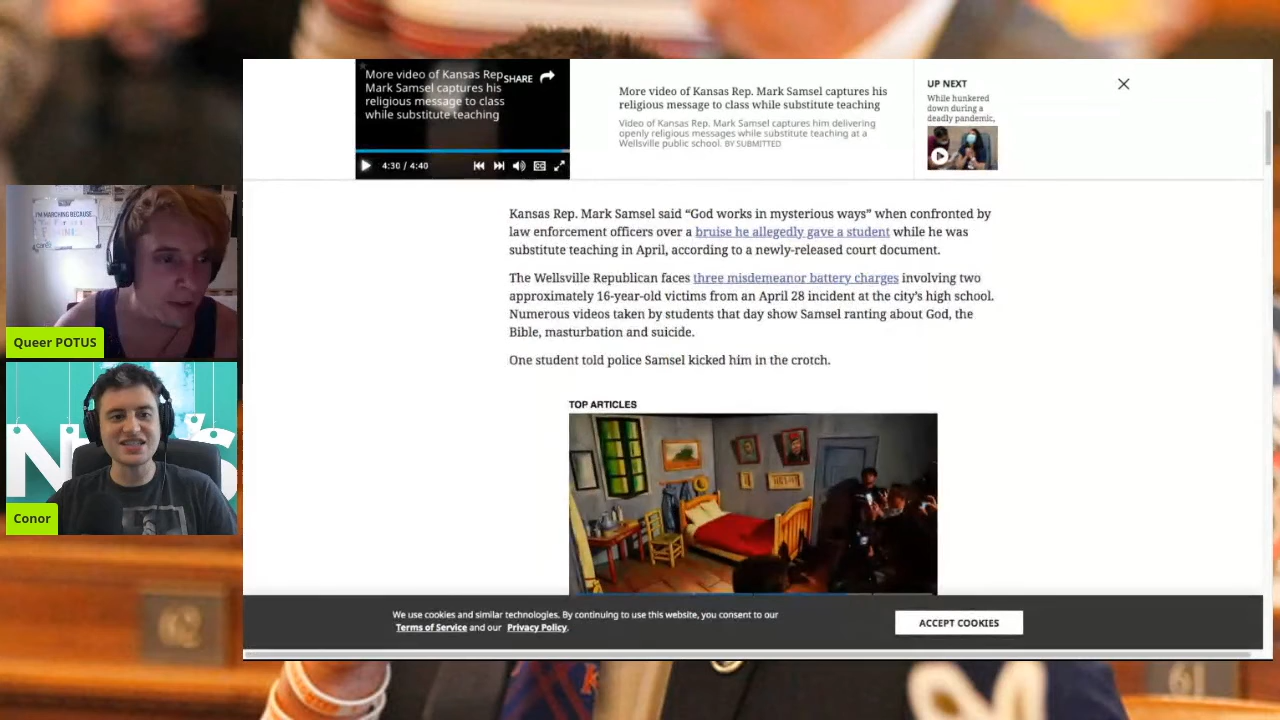 More video of Kansas Rep.
Mark Samsel captures his
religious message to class
while substitute teaching
SHARE
4:30 / 4:40
More video of Kansas Rep. Mark Samsel captures his
religious message to class while substitute teaching
Video of Kansas Rep. Mark Samsel captures him delivering
openly religious messages while substitute teaching at a
Wellsville public school. BY SUBMITTED
UP NEXT
While hunkered
down during a
deadly pandemic,
Kansas Rep. Mark Samsel said “God works in mysterious ways” when confronted by
law enforcement officers over a bruise he allegedly gave a student while he was
substitute teaching in April, according to a newly-released court document.
The Wellsville Republican faces three misdemeanor battery charges involving two
approximately 16-year-old victims from an April 28 incident at the city’s high school.
Numerous videos taken by students that day show Samsel ranting about God, the
Bible, masturbation and suicide.
One student told police Samsel kicked him in the crotch.
TOP ARTICLES
We use cookies and similar technologies. By continuing to use this website, you consent to our
Terms of Service and our Privacy Policy.
ACCEPT COOKIES
I'M MARCHING BECAUSE...
Queer POTUS
Conor
61